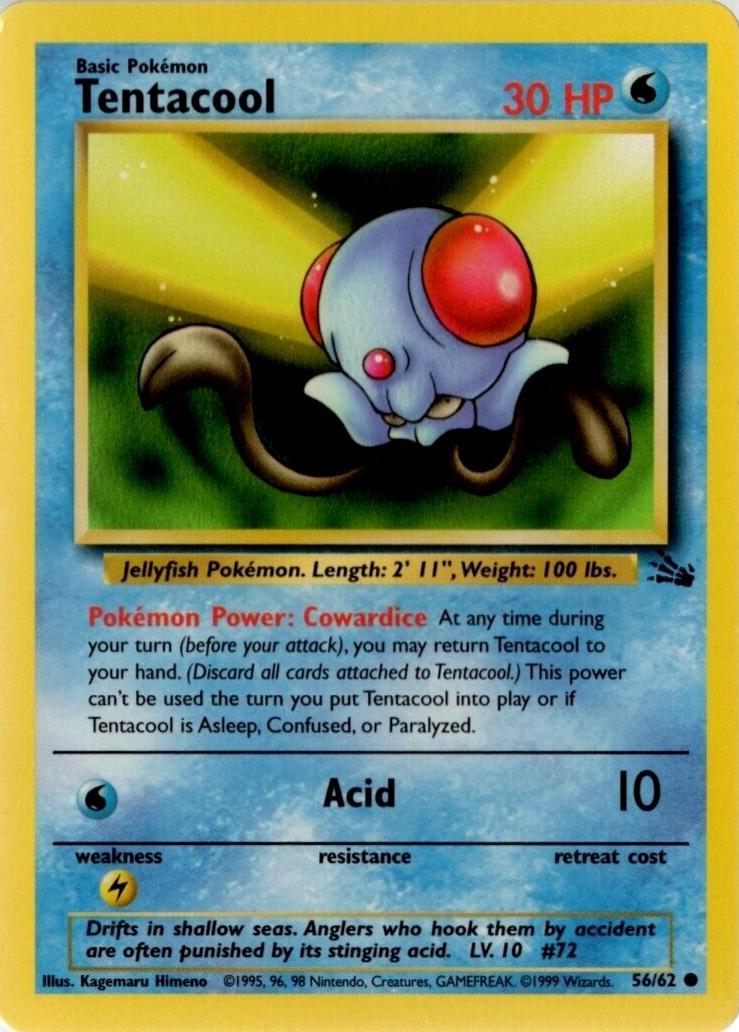 Basic Pokémon
Tentacool
30 HP
Jellyfish Pokémon. Length: 2' 11", Weight: 100 lbs.
Pokémon Power: Cowardice At any time during
your turn (before your attack), you may return Tentacool to
your hand. (Discard all cards attached to Tentacool.) This power
can't be used the turn you put Tentacool into play or if
Tentacool is Asleep, Confused, or Paralyzed.
Acid 10
weakness resistance retreat cost
Drifts in shallow seas. Anglers who hook them by accident
are often punished by its stinging acid. LV. 10 #72
Illus. Kagemaru Himeno ©1995, 96, 98 Nintendo, Creatures, GAMEFREAK. ©1999 Wizards. 56/62